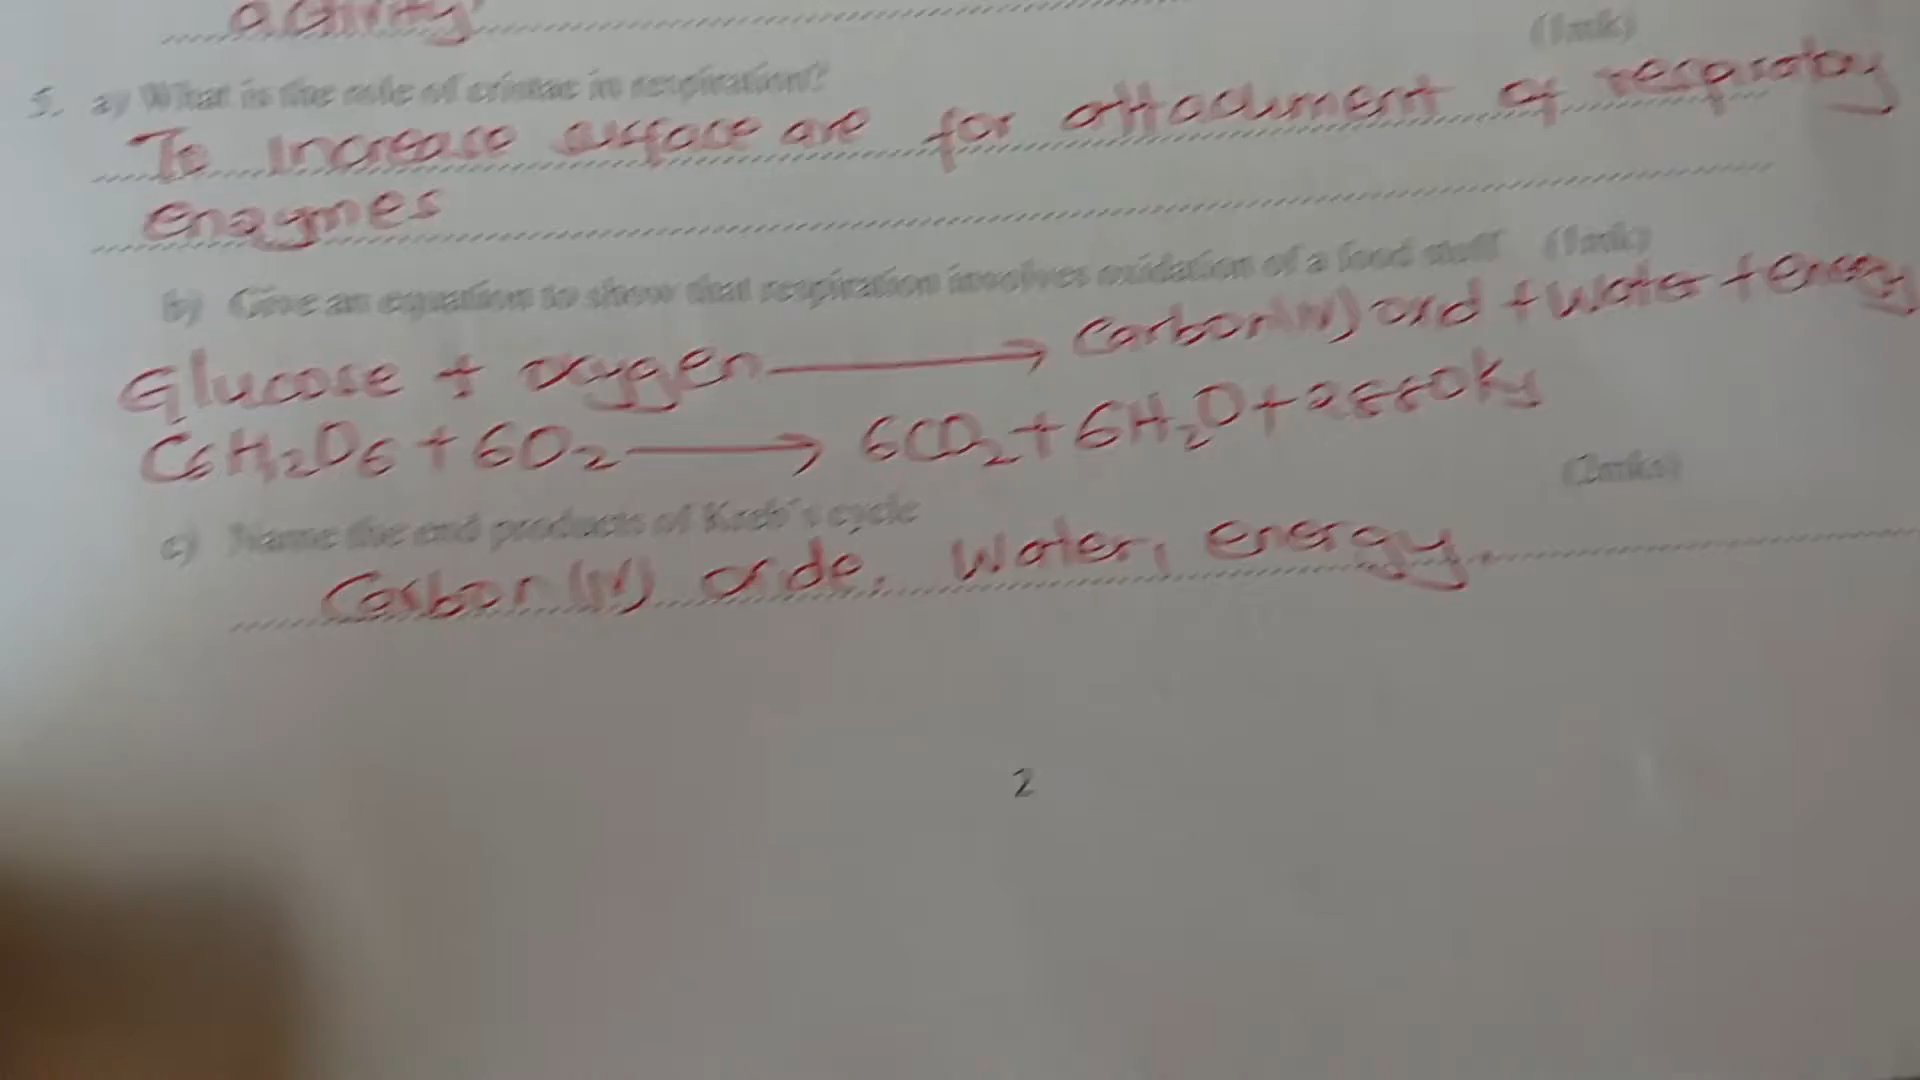 activity.
(1mk)
5. a) What is the role of cristae in respiration?
To increase surface are for attachment of respiratory
enzymes
b) Give an equation to show that respiration involves oxidation of a food stuff (1mk)
Glucose + oxygen → Carbon(IV) oxid + Water + energy
C6H12O6 + 6O2 → 6CO2 + 6H2O + 2880KJ
c) Name the end products of Kreb's cycle (2mks)
Carbon (IV) oxide, Water, energy.
2